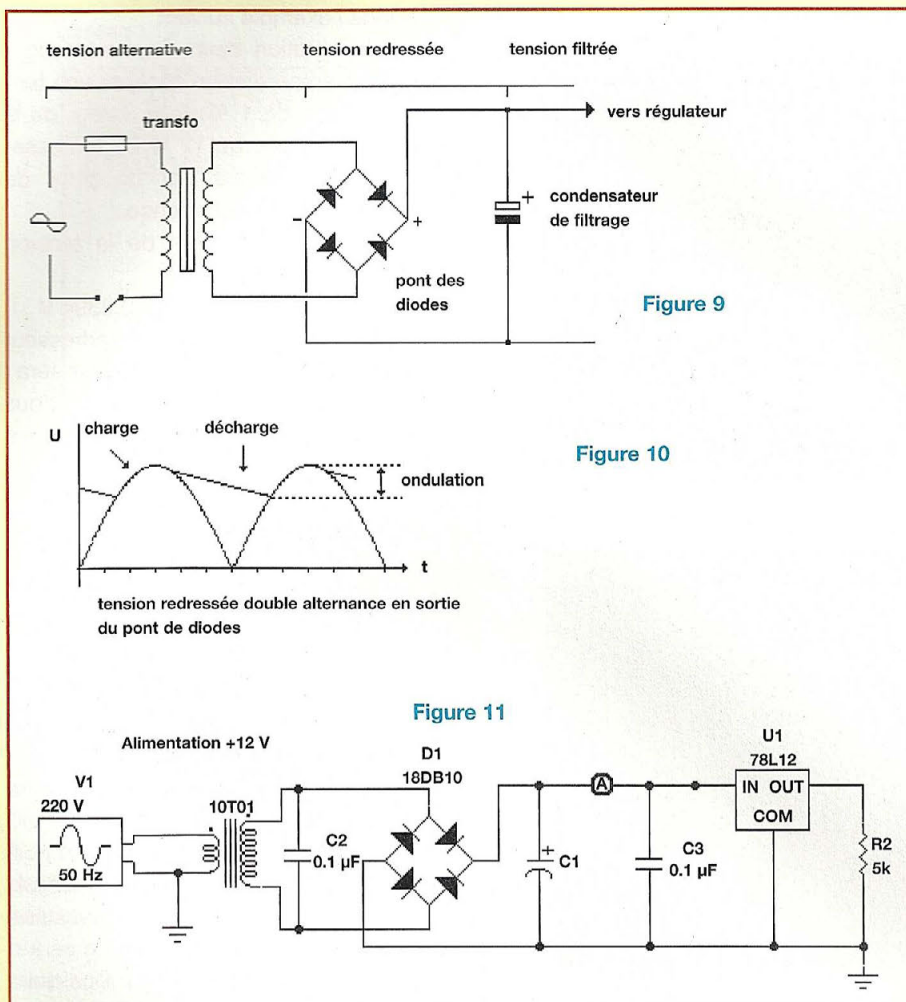 tension alternative tension redressée tension filtrée
transfo
vers régulateur
+
condensateur
de filtrage
− +
pont des
diodes
Figure 9
U charge décharge
Figure 10
ondulation
t
tension redressée double alternance en sortie
du pont de diodes
Figure 11
Alimentation +12 V
V1
220 V
50 Hz
10T01
C2
0.1 µF
D1
18DB10
+
C1
A
C3
0.1 µF
U1
78L12
IN OUT
COM
R2
5k